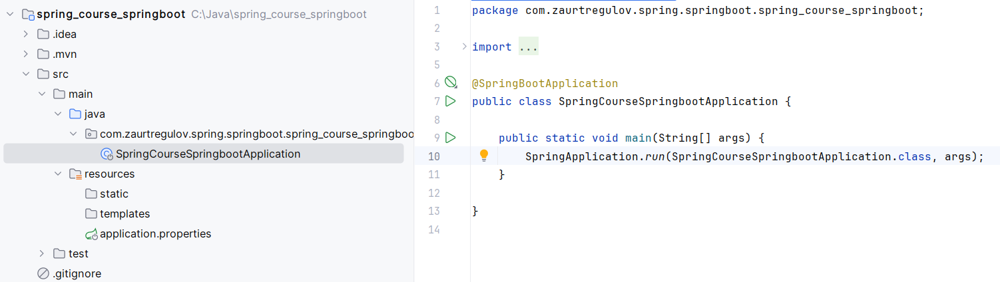 spring_course_springboot C:\Java\spring_course_springboot
.idea
.mvn
src
main
java
com.zaurtregulov.spring.springboot.spring_course_springboo
SpringCourseSpringbootApplication
resources
static
templates
application.properties
test
.gitignore
1 package com.zaurtregulov.spring.springboot.spring_course_springboot;
2
3 import ...
5
6 @SpringBootApplication
7 public class SpringCourseSpringbootApplication {
8
9 public static void main(String[] args) {
10 SpringApplication.run(SpringCourseSpringbootApplication.class, args);
11 }
12
13 }
14